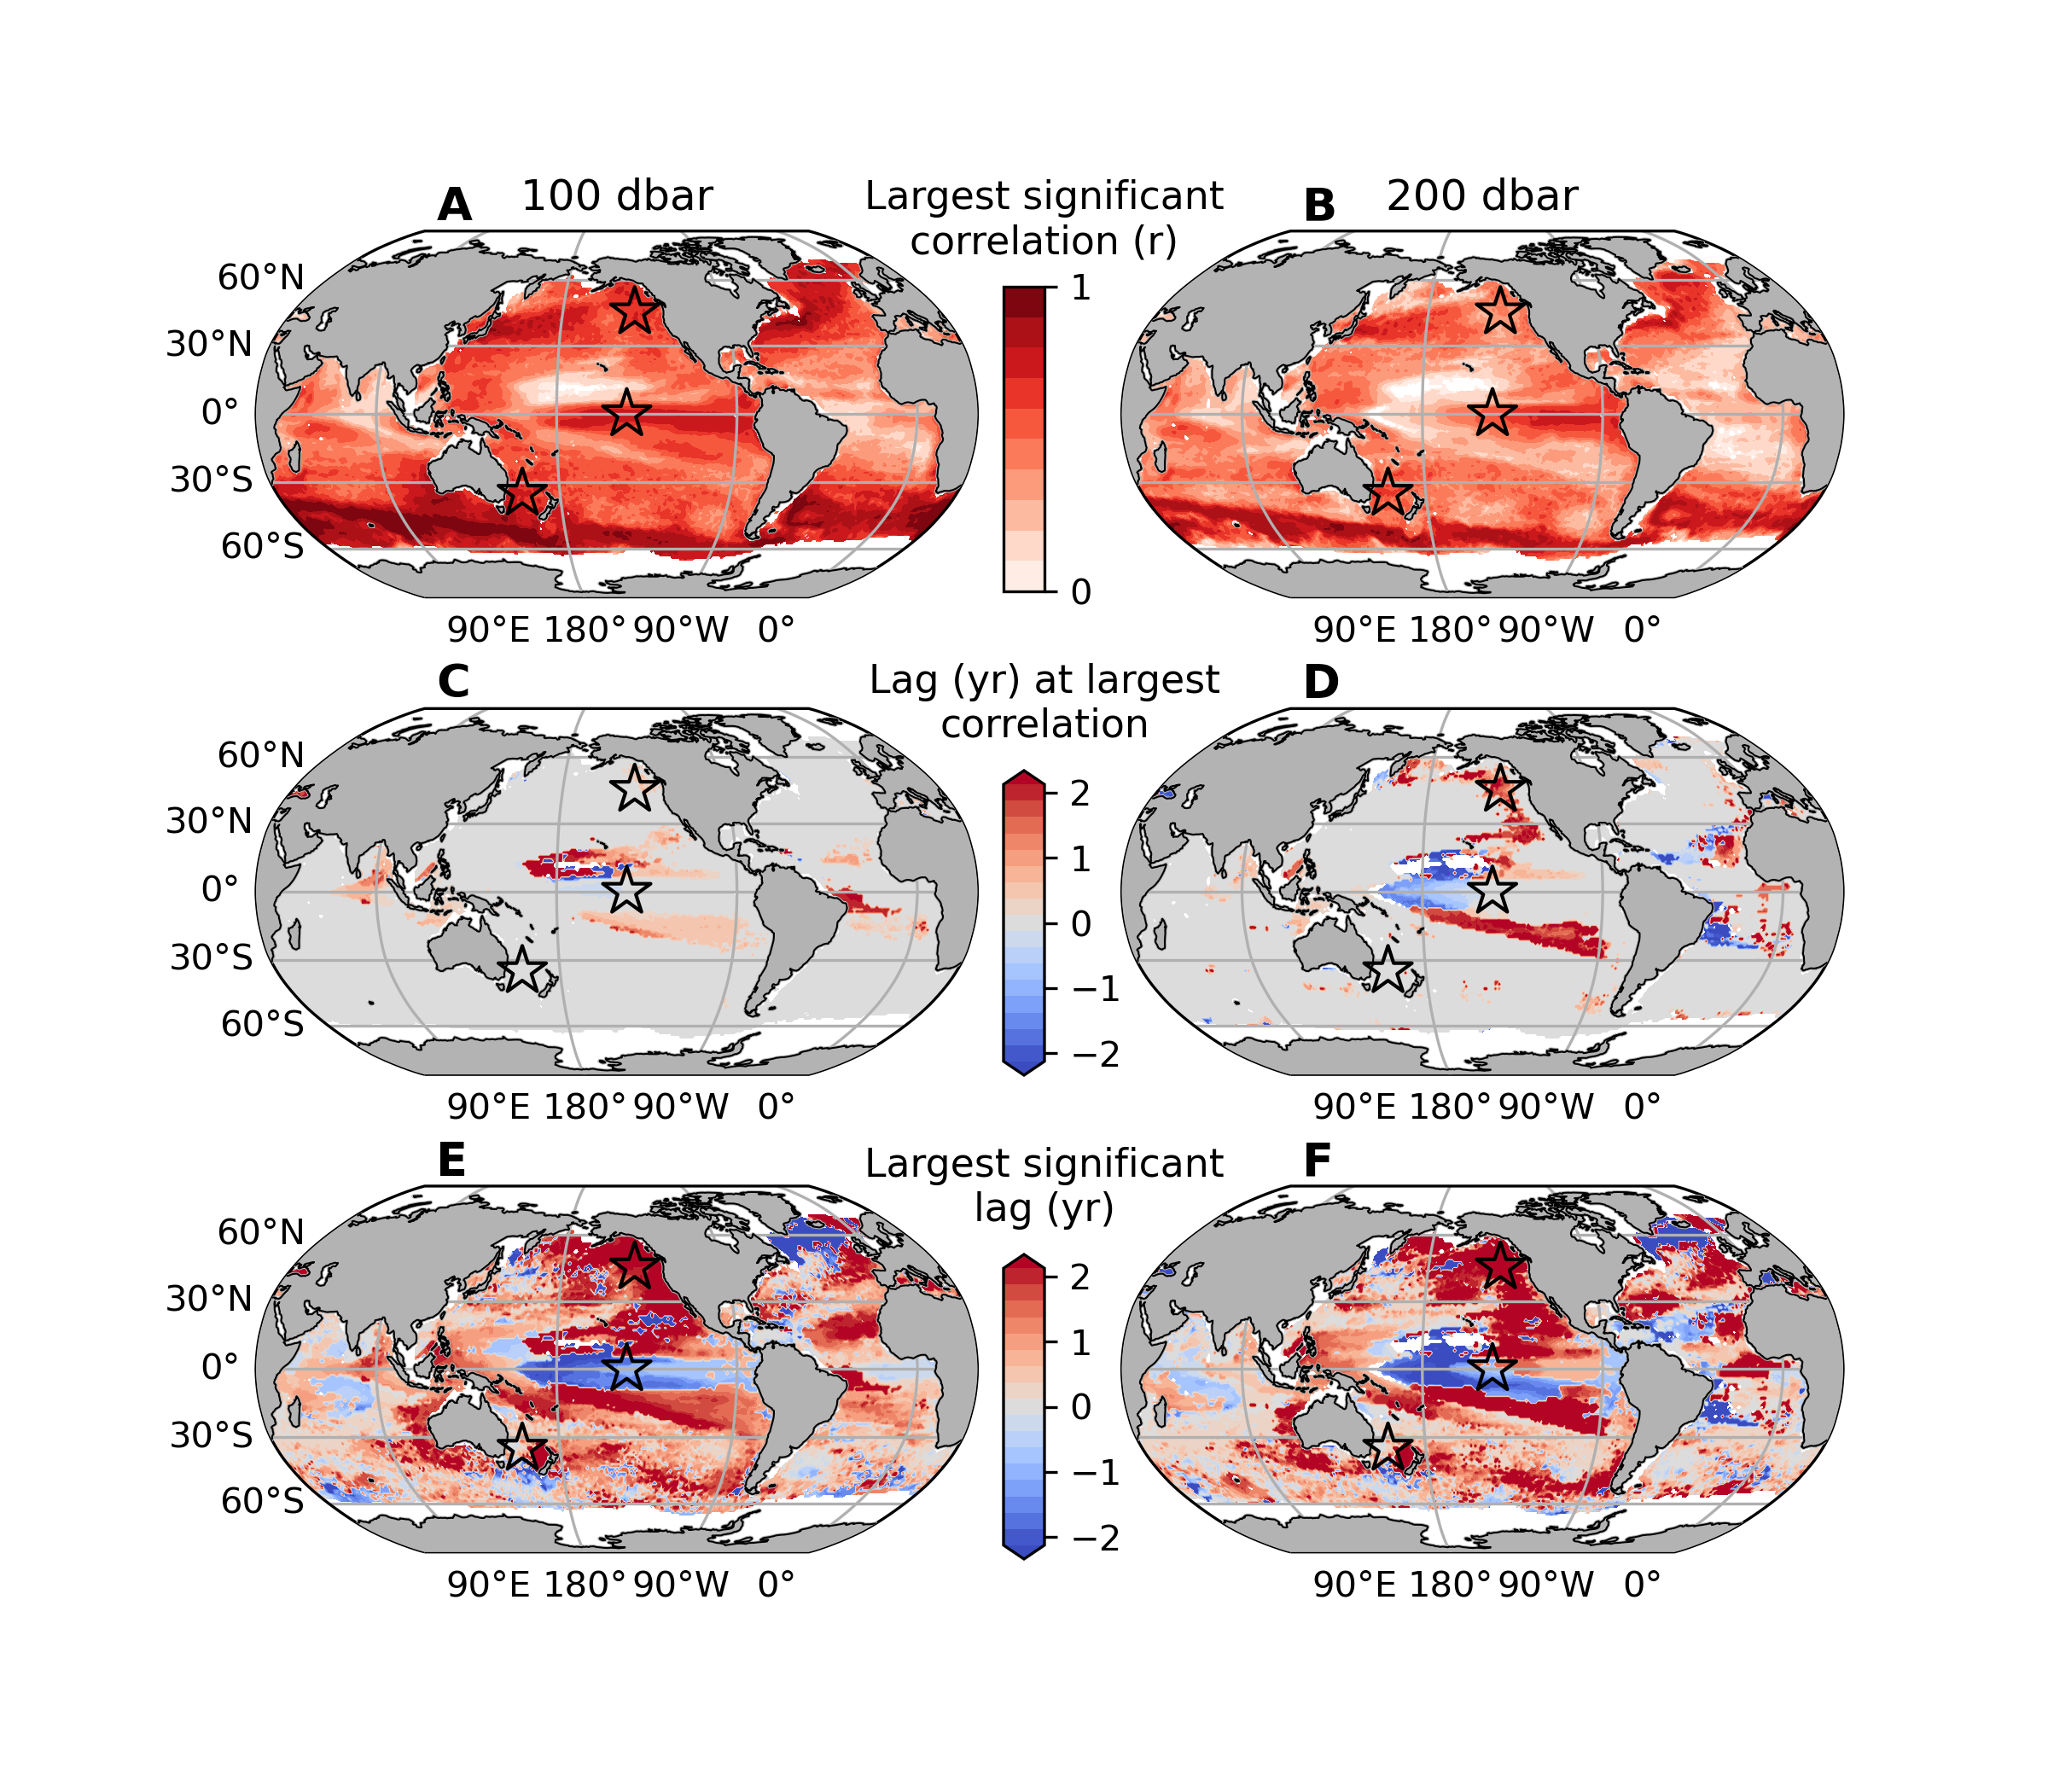 A 100 dbar
Largest significant
correlation (r)
B 200 dbar
60°N
30°N
0°
30°S
60°S
1
0
90°E 180° 90°W 0°
90°E 180° 90°W 0°
C
Lag (yr) at largest
correlation
D
60°N
30°N
0°
30°S
60°S
2
1
0
−1
−2
90°E 180° 90°W 0°
90°E 180° 90°W 0°
E
Largest significant
lag (yr)
F
60°N
30°N
0°
30°S
60°S
2
1
0
−1
−2
90°E 180° 90°W 0°
90°E 180° 90°W 0°